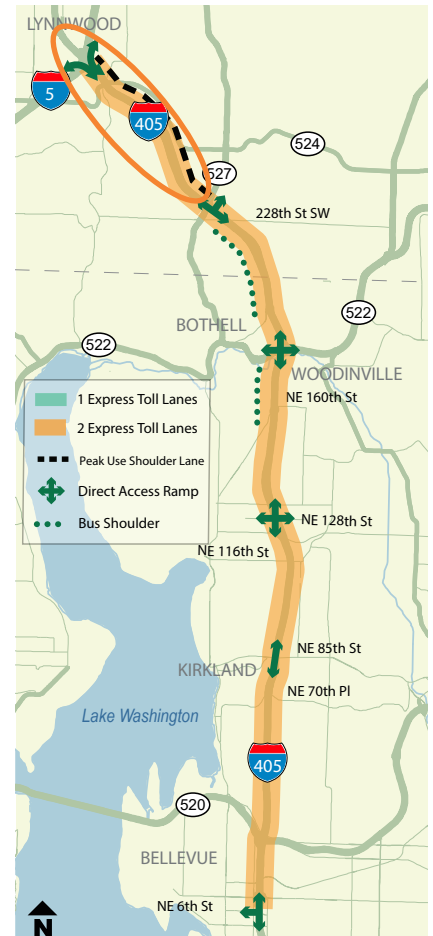 LYNNWOOD
5
405
524
527
228th St SW
BOTHELL
522
522
WOODINVILLE
1 Express Toll Lanes
2 Express Toll Lanes
Peak Use Shoulder Lane
Direct Access Ramp
Bus Shoulder
NE 160th St
NE 128th St
NE 116th St
NE 85th St
KIRKLAND
NE 70th Pl
Lake Washington
405
520
BELLEVUE
NE 6th St
N